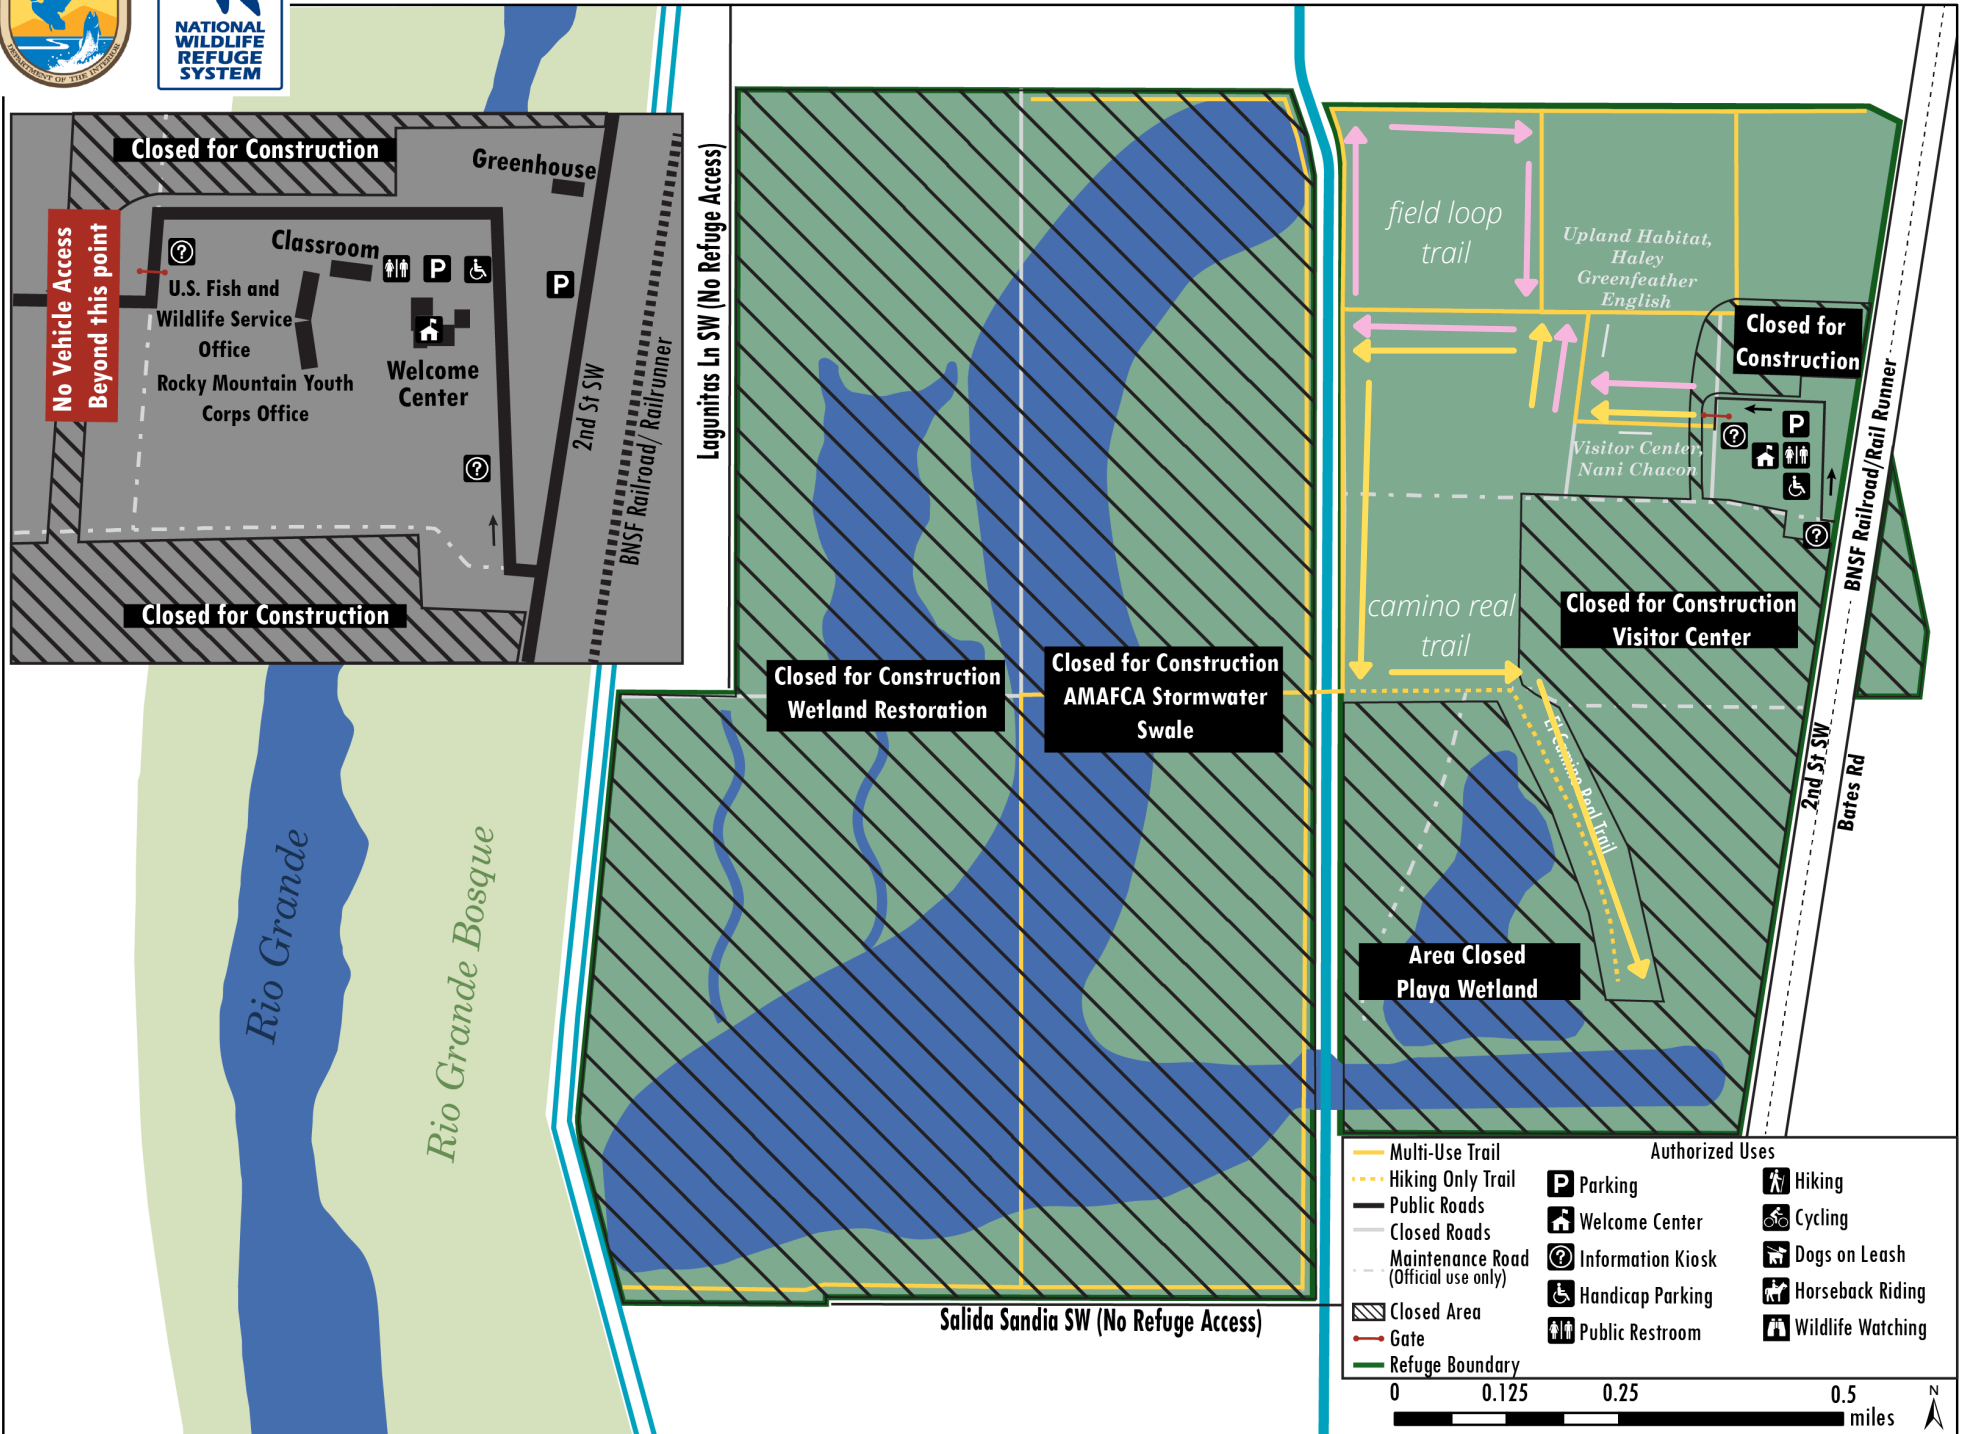 DEPARTMENT OF THE INTERIOR
NATIONAL
WILDLIFE
REFUGE
SYSTEM
Closed for Construction
Greenhouse
Classroom
P
P
No Vehicle Access
Beyond this point
U.S. Fish and
Wildlife Service
Office
Rocky Mountain Youth
Corps Office
Welcome
Center
?
?
2nd St SW
BNSF Railroad/ Railrunner
Closed for Construction
Lagunitas Ln SW (No Refuge Access)
Rio Grande
Rio Grande Bosque
Closed for Construction
Wetland Restoration
Closed for Construction
AMAFCA Stormwater
Swale
field loop
trail
Upland Habitat,
Haley
Greenfeather
English
Closed for
Construction
Visitor Center,
Nani Chacon
P
?
?
Closed for Construction
Visitor Center
camino real
trail
El Camino Real Trail
Area Closed
Playa Wetland
BNSF Railroad/Rail Runner
2nd St SW
Bates Rd
Salida Sandia SW (No Refuge Access)
Multi-Use Trail
Hiking Only Trail
Public Roads
Closed Roads
Maintenance Road
(Official use only)
Closed Area
Gate
Refuge Boundary
Authorized Uses
P Parking
Welcome Center
? Information Kiosk
Handicap Parking
Public Restroom
Hiking
Cycling
Dogs on Leash
Horseback Riding
Wildlife Watching
0 0.125 0.25 0.5
miles
N